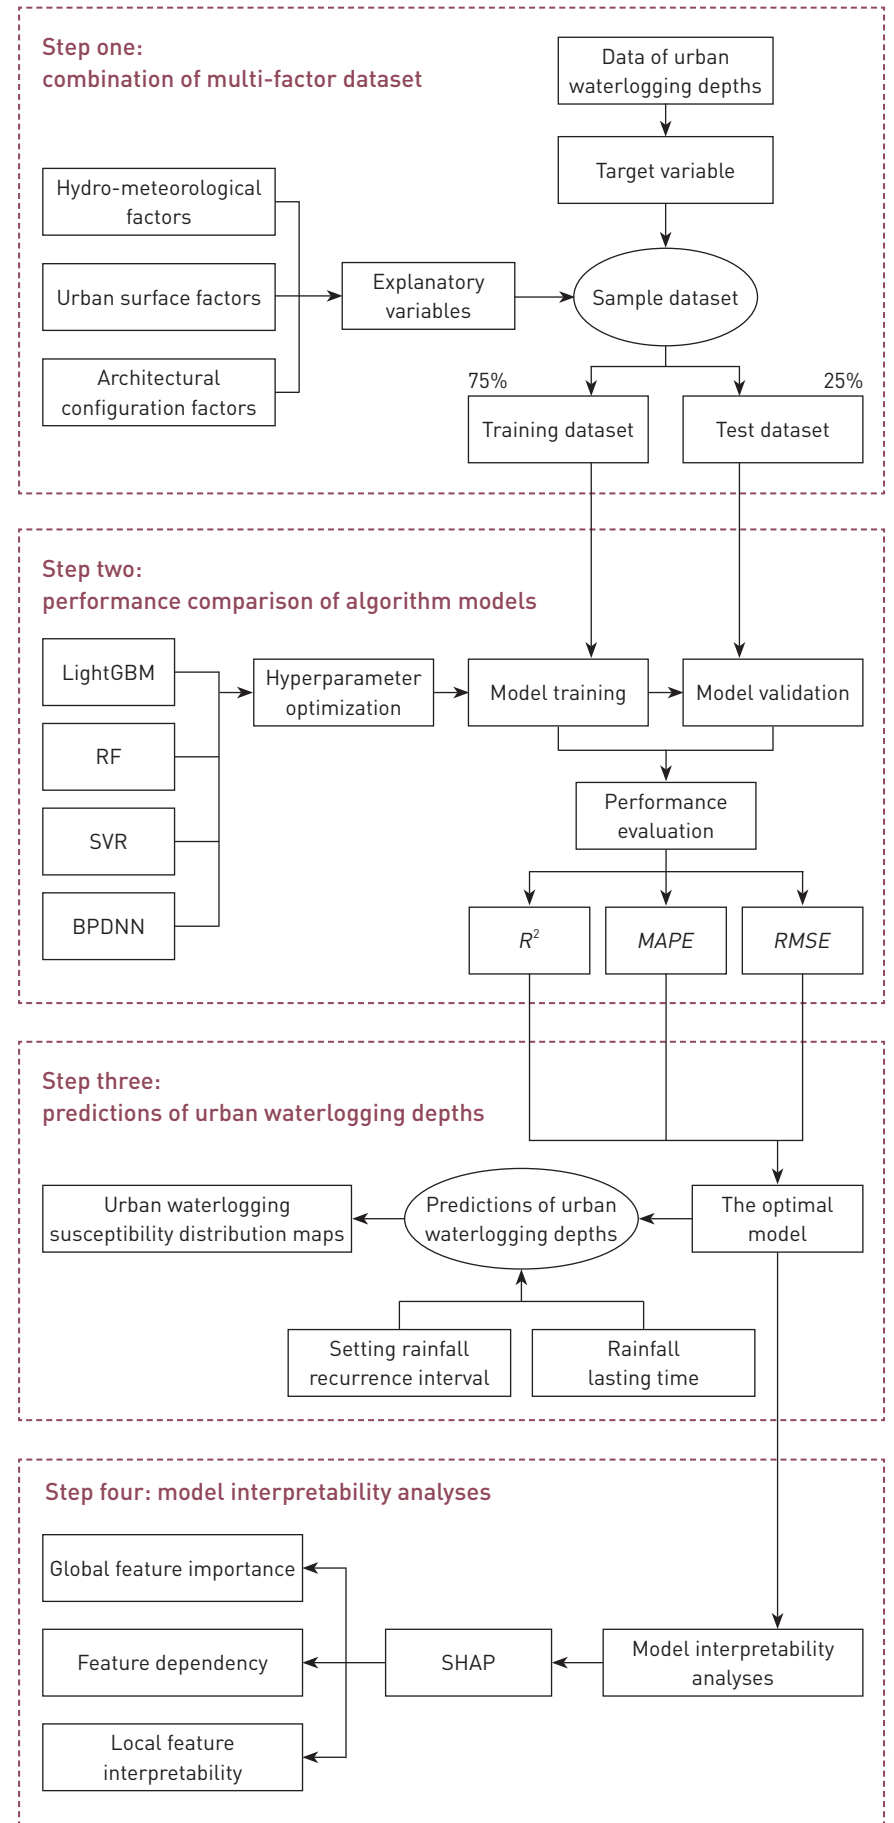 Step one:
combination of multi-factor dataset
Data of urban
waterlogging depths
Target variable
Hydro-meteorological
factors
Urban surface factors
Architectural
configuration factors
Explanatory
variables
Sample dataset
75%
25%
Training dataset
Test dataset
Step two:
performance comparison of algorithm models
LightGBM
RF
SVR
BPDNN
Hyperparameter
optimization
Model training
Model validation
Performance
evaluation
R²
MAPE
RMSE
Step three:
predictions of urban waterlogging depths
Urban waterlogging
susceptibility distribution maps
Predictions of urban
waterlogging depths
The optimal
model
Setting rainfall
recurrence interval
Rainfall
lasting time
Step four: model interpretability analyses
Global feature importance
Feature dependency
Local feature
interpretability
SHAP
Model interpretability
analyses